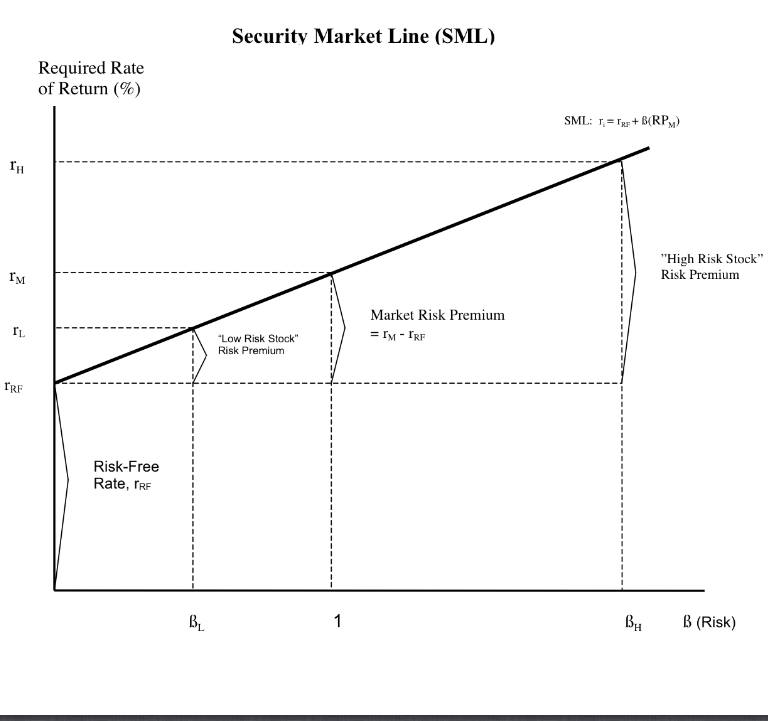 Security Market Line (SML)
Required Rate
of Return (%)
SML: rᵢ = rRF + ß(RPM)
rH
"High Risk Stock"
Risk Premium
rM
Market Risk Premium
= rM - rRF
rL
"Low Risk Stock"
Risk Premium
rRF
Risk-Free
Rate, rRF
ßL
1
ßH
ß (Risk)